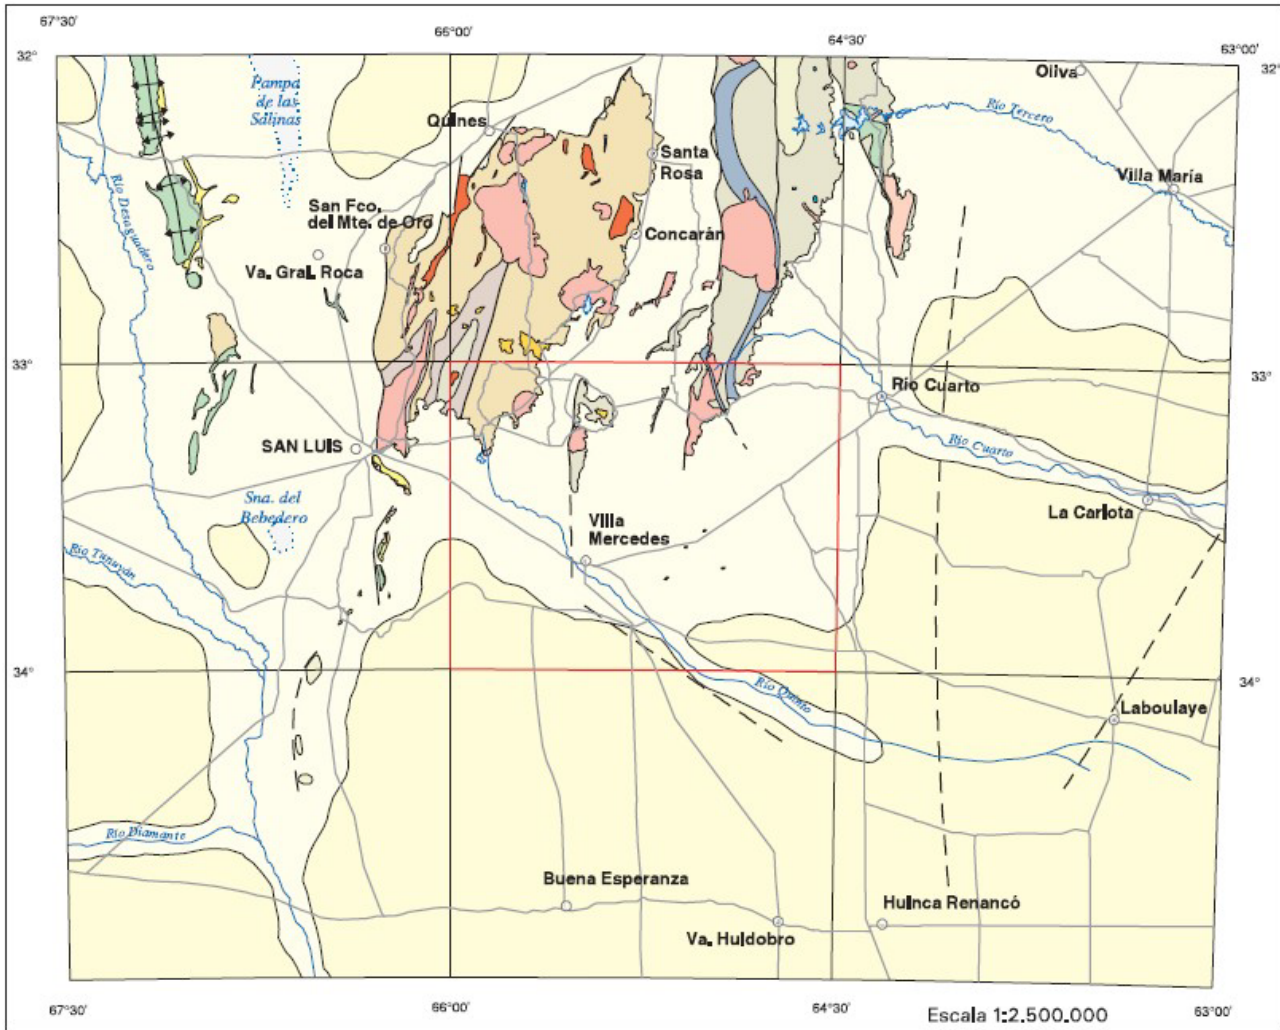 67°30'
66°00'
64°30'
63°00'
32°
32°
Oliva
Pampa
de las
Salinas
Río Tercero
Quines
Santa
Rosa
Villa María
Río Desaguadero
San Fco.
del Mte. de Oro
Concarán
Va. Gral. Roca
33°
33°
Río Cuarto
SAN LUIS
Río Cuarto
Sna. del
Bebedero
La Carlota
Villa
Mercedes
Río Tunuyán
34°
34°
Río Quinto
Laboulaye
Río Diamante
Buena Esperanza
Huinca Renancó
Va. Huidobro
67°30'
66°00'
64°30'
63°00'
Escala 1:2.500.000